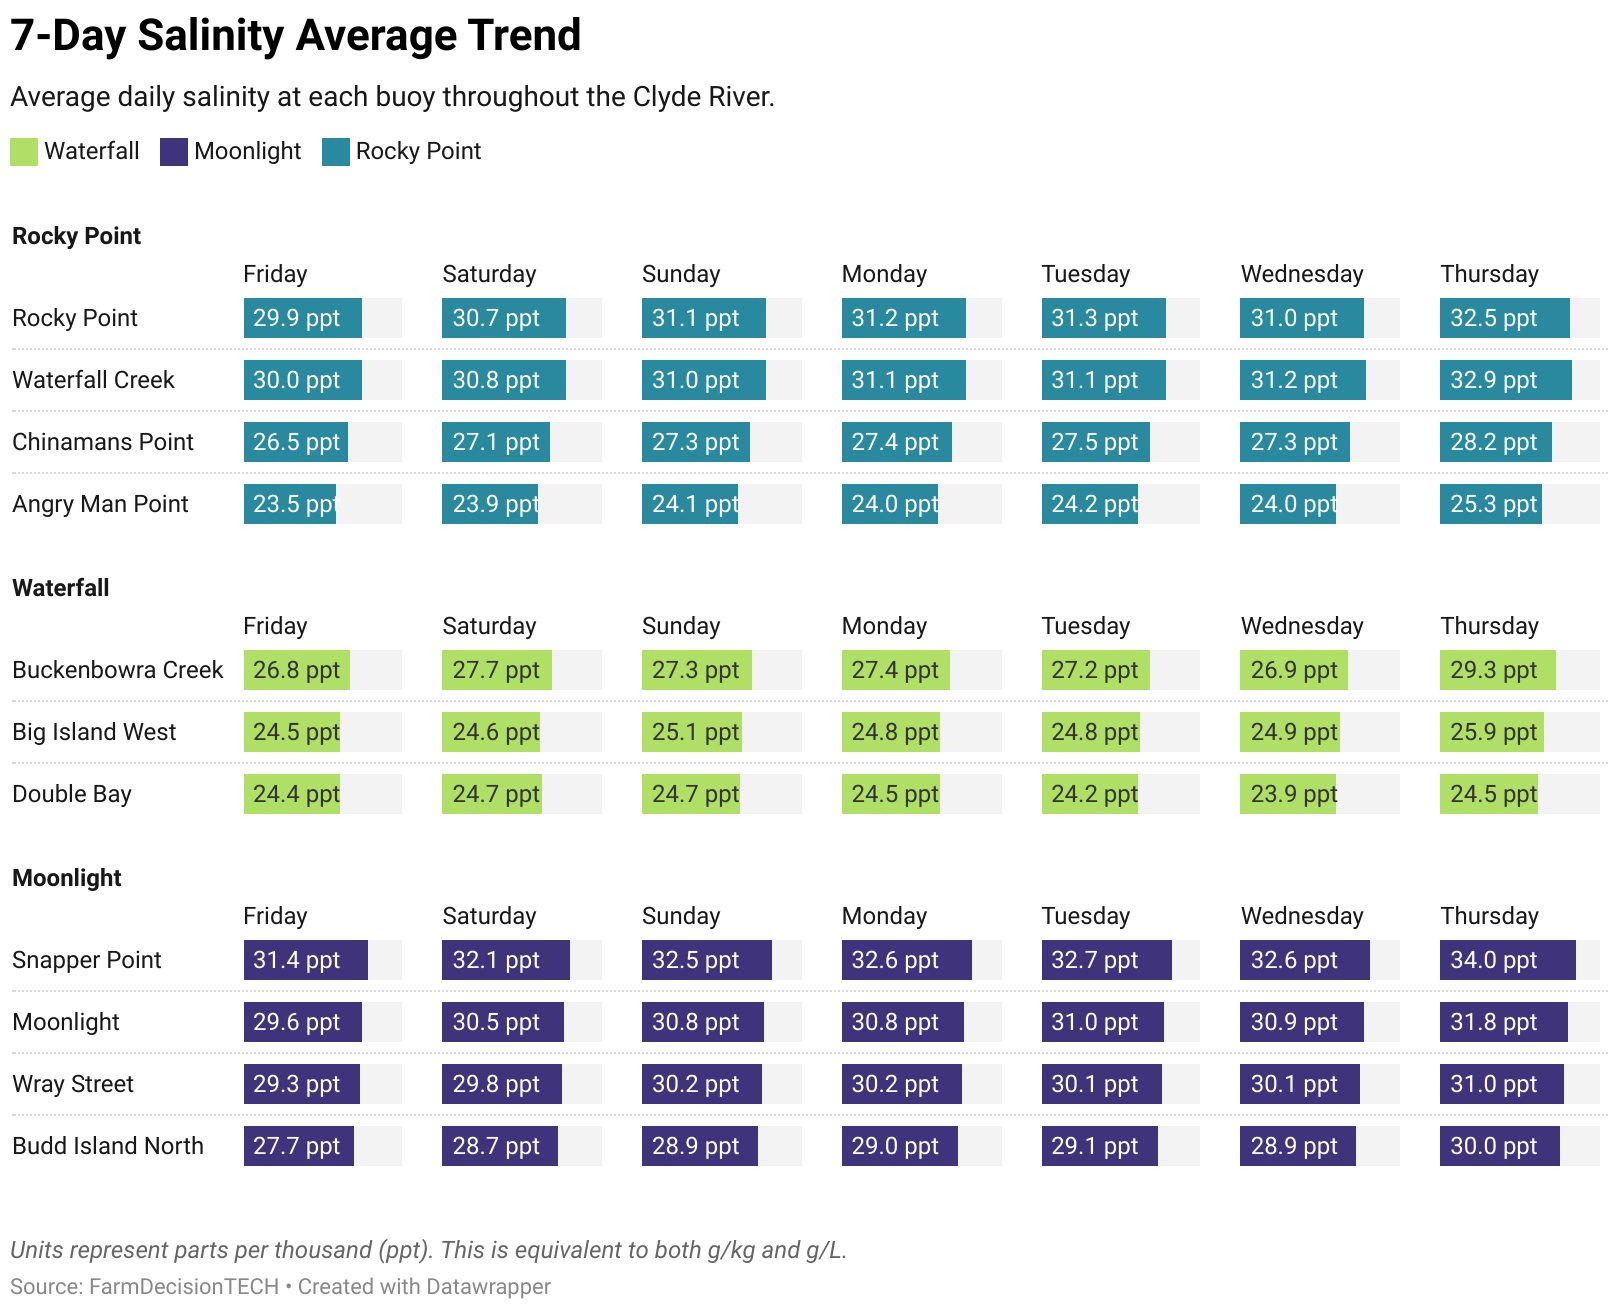 7-Day Salinity Average Trend
Average daily salinity at each buoy throughout the Clyde River.
Waterfall Moonlight Rocky Point
Rocky Point
Friday Saturday Sunday Monday Tuesday Wednesday Thursday
Rocky Point 29.9 ppt 30.7 ppt 31.1 ppt 31.2 ppt 31.3 ppt 31.0 ppt 32.5 ppt
Waterfall Creek 30.0 ppt 30.8 ppt 31.0 ppt 31.1 ppt 31.1 ppt 31.2 ppt 32.9 ppt
Chinamans Point 26.5 ppt 27.1 ppt 27.3 ppt 27.4 ppt 27.5 ppt 27.3 ppt 28.2 ppt
Angry Man Point 23.5 ppt 23.9 ppt 24.1 ppt 24.0 ppt 24.2 ppt 24.0 ppt 25.3 ppt
Waterfall
Friday Saturday Sunday Monday Tuesday Wednesday Thursday
Buckenbowra Creek 26.8 ppt 27.7 ppt 27.3 ppt 27.4 ppt 27.2 ppt 26.9 ppt 29.3 ppt
Big Island West 24.5 ppt 24.6 ppt 25.1 ppt 24.8 ppt 24.8 ppt 24.9 ppt 25.9 ppt
Double Bay 24.4 ppt 24.7 ppt 24.7 ppt 24.5 ppt 24.2 ppt 23.9 ppt 24.5 ppt
Moonlight
Friday Saturday Sunday Monday Tuesday Wednesday Thursday
Snapper Point 31.4 ppt 32.1 ppt 32.5 ppt 32.6 ppt 32.7 ppt 32.6 ppt 34.0 ppt
Moonlight 29.6 ppt 30.5 ppt 30.8 ppt 30.8 ppt 31.0 ppt 30.9 ppt 31.8 ppt
Wray Street 29.3 ppt 29.8 ppt 30.2 ppt 30.2 ppt 30.1 ppt 30.1 ppt 31.0 ppt
Budd Island North 27.7 ppt 28.7 ppt 28.9 ppt 29.0 ppt 29.1 ppt 28.9 ppt 30.0 ppt
Units represent parts per thousand (ppt). This is equivalent to both g/kg and g/L.
Source: FarmDecisionTECH • Created with Datawrapper